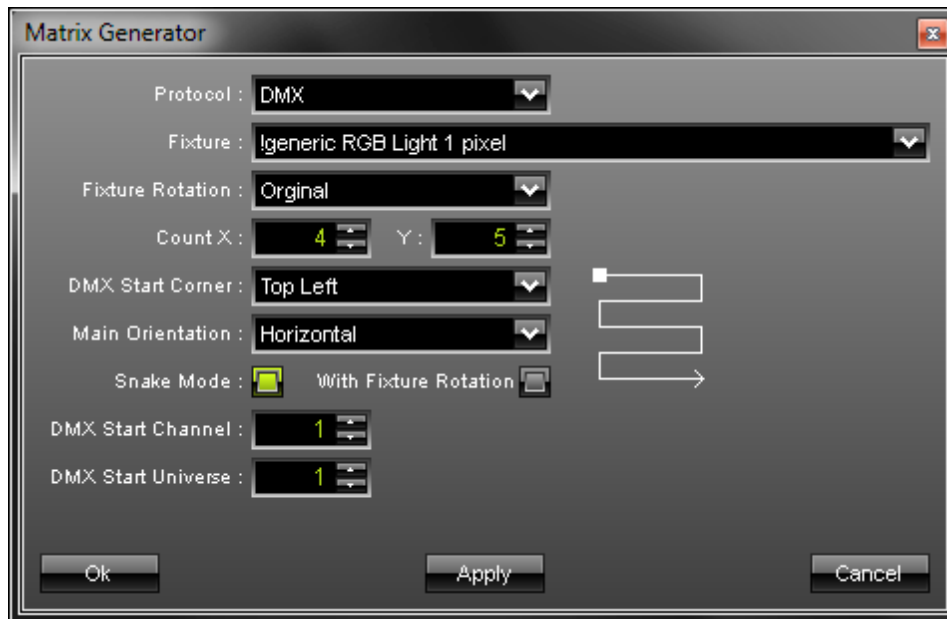 Matrix Generator
Protocol : DMX
Fixture : !generic RGB Light 1 pixel
Fixture Rotation : Orginal
Count X : 4 Y : 5
DMX Start Corner : Top Left
Main Orientation : Horizontal
Snake Mode : With Fixture Rotation
DMX Start Channel : 1
DMX Start Universe : 1
Ok Apply Cancel